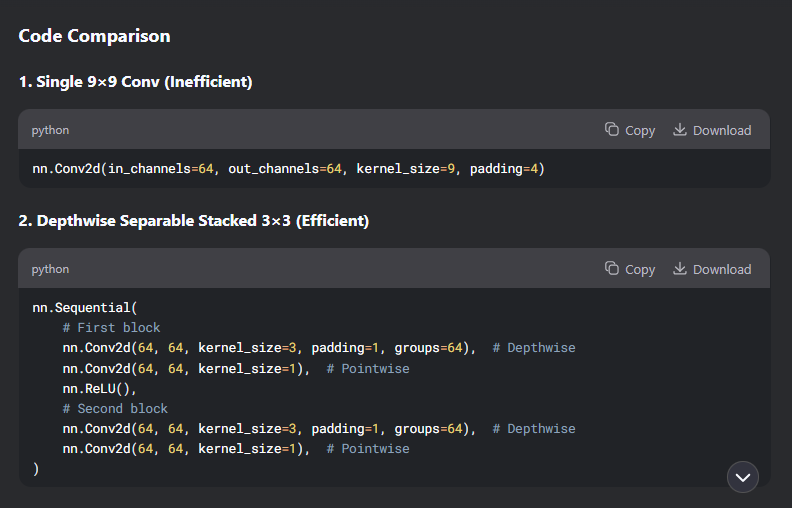 Code Comparison
1. Single 9×9 Conv (Inefficient)
python Copy Download
nn.Conv2d(in_channels=64, out_channels=64, kernel_size=9, padding=4)
2. Depthwise Separable Stacked 3×3 (Efficient)
python Copy Download
nn.Sequential(
    # First block
    nn.Conv2d(64, 64, kernel_size=3, padding=1, groups=64),  # Depthwise
    nn.Conv2d(64, 64, kernel_size=1),  # Pointwise
    nn.ReLU(),
    # Second block
    nn.Conv2d(64, 64, kernel_size=3, padding=1, groups=64),  # Depthwise
    nn.Conv2d(64, 64, kernel_size=1),  # Pointwise
)